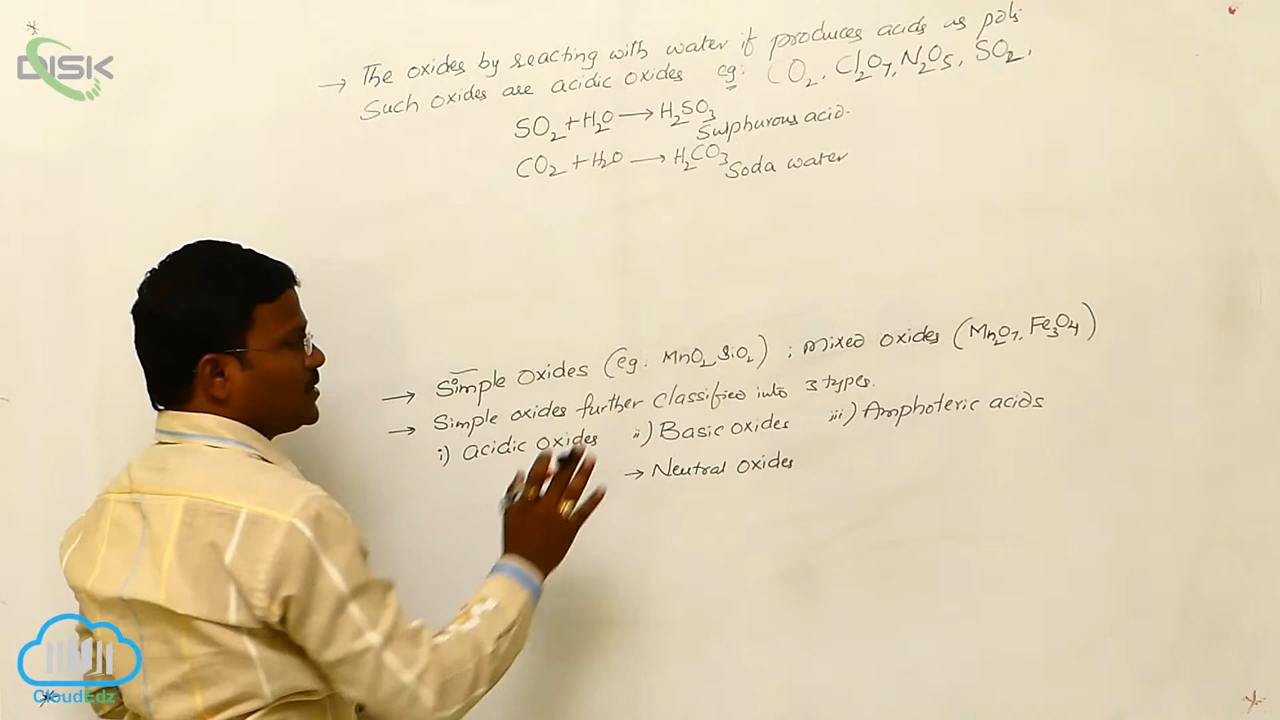 DISK
→ The oxides by reacting with water it produces acids as pdts
Such oxides are acidic oxides eg: CO₂, Cl₂O₇, N₂O₅, SO₂,
SO₂ + H₂O → H₂SO₃
Sulphurous acid.
CO₂ + H₂O → H₂CO₃ Soda water
→ Simple Oxides (eg. MnO₂ SiO₂) ; mixed oxides (Mn₂O₇, Fe₃O₄)
→ Simple oxides further classified into 3 types.
i) acidic oxides ii) Basic oxides iii) Amphoteric acids
→ Neutral oxides
CloudEdz